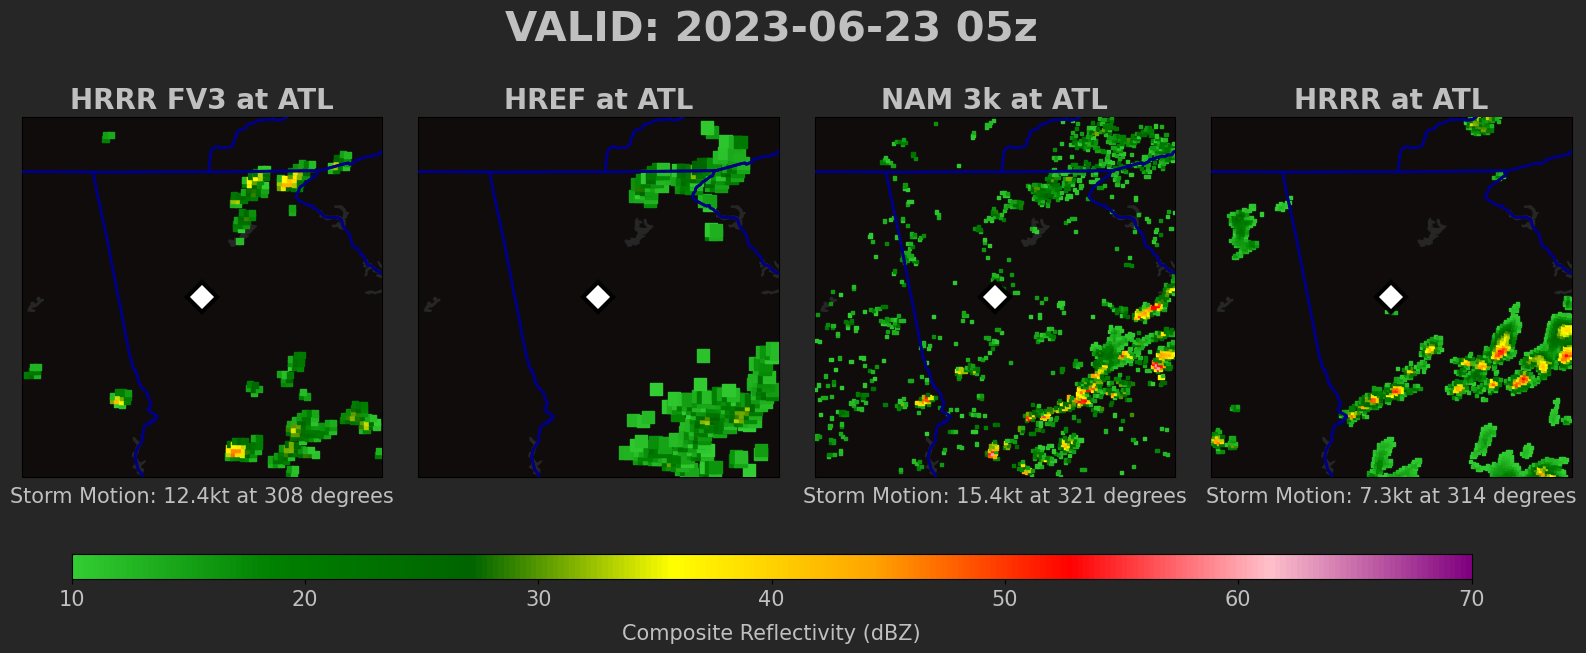 VALID: 2023-06-23 05z
HRRR FV3 at ATL
HREF at ATL
NAM 3k at ATL
HRRR at ATL
Storm Motion: 12.4kt at 308 degrees
Storm Motion: 15.4kt at 321 degrees
Storm Motion: 7.3kt at 314 degrees
10 20 30 40 50 60 70
Composite Reflectivity (dBZ)